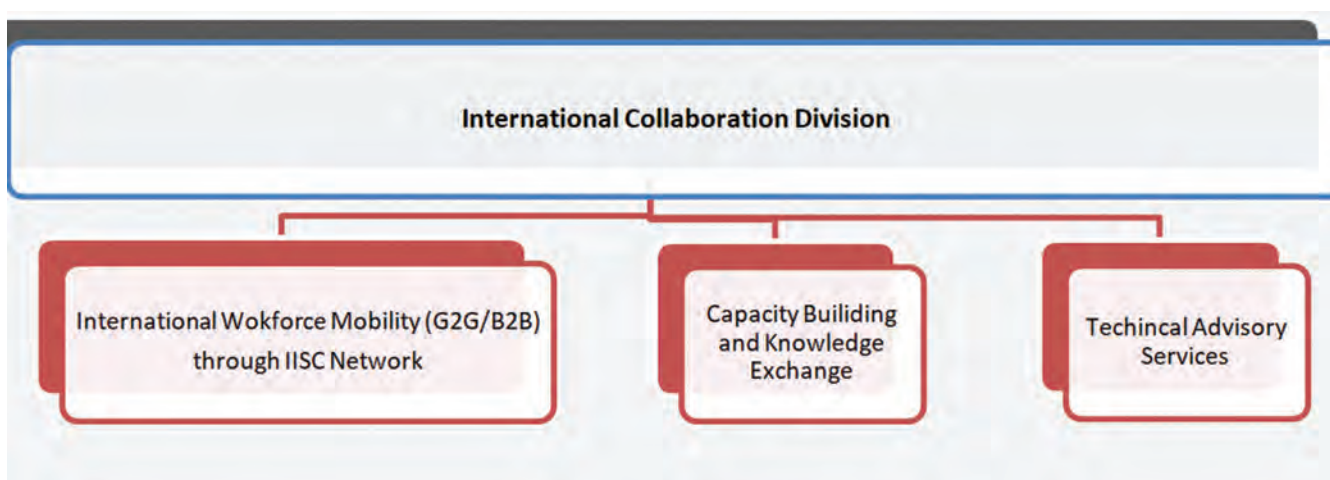 International Collaboration Division
International Wokforce Mobility (G2G/B2B)
through IISC Network
Capacity Builiding
and Knowledge
Exchange
Techincal Advisory
Services